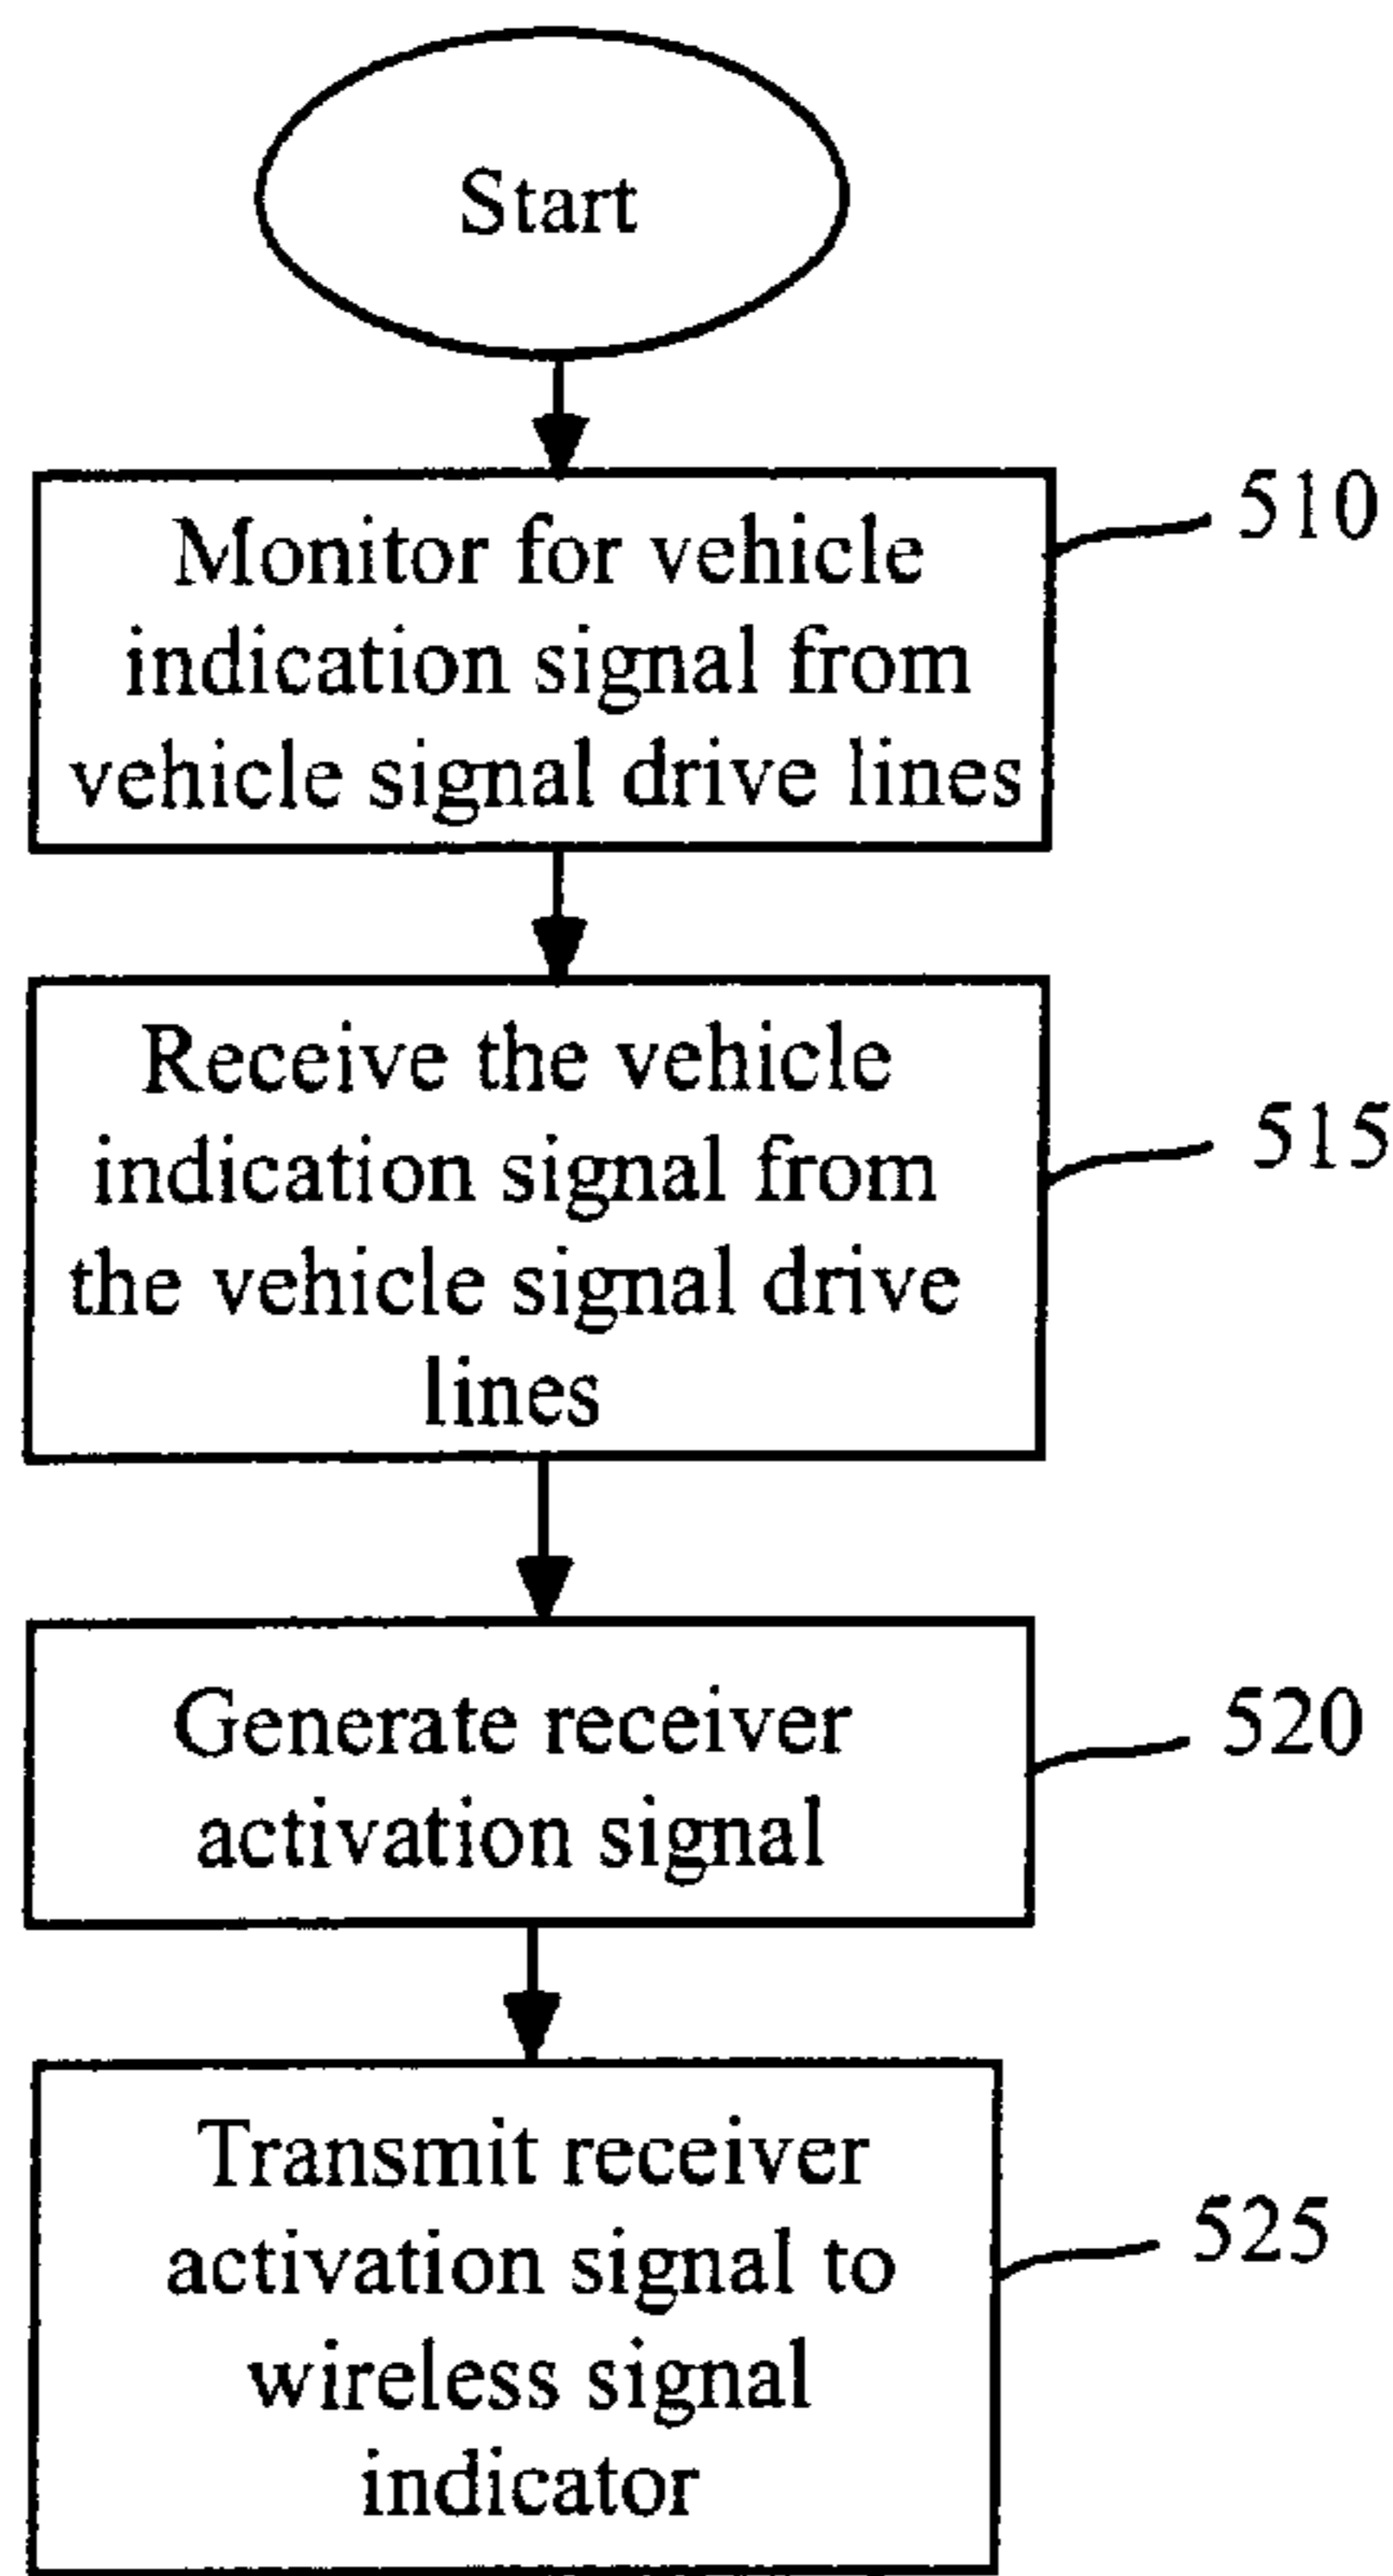 Start
Monitor for vehicle
indication signal from
vehicle signal drive lines
510
Receive the vehicle
indication signal from
the vehicle signal drive
lines
515
Generate receiver
activation signal
520
Transmit receiver
activation signal to
wireless signal
indicator
525